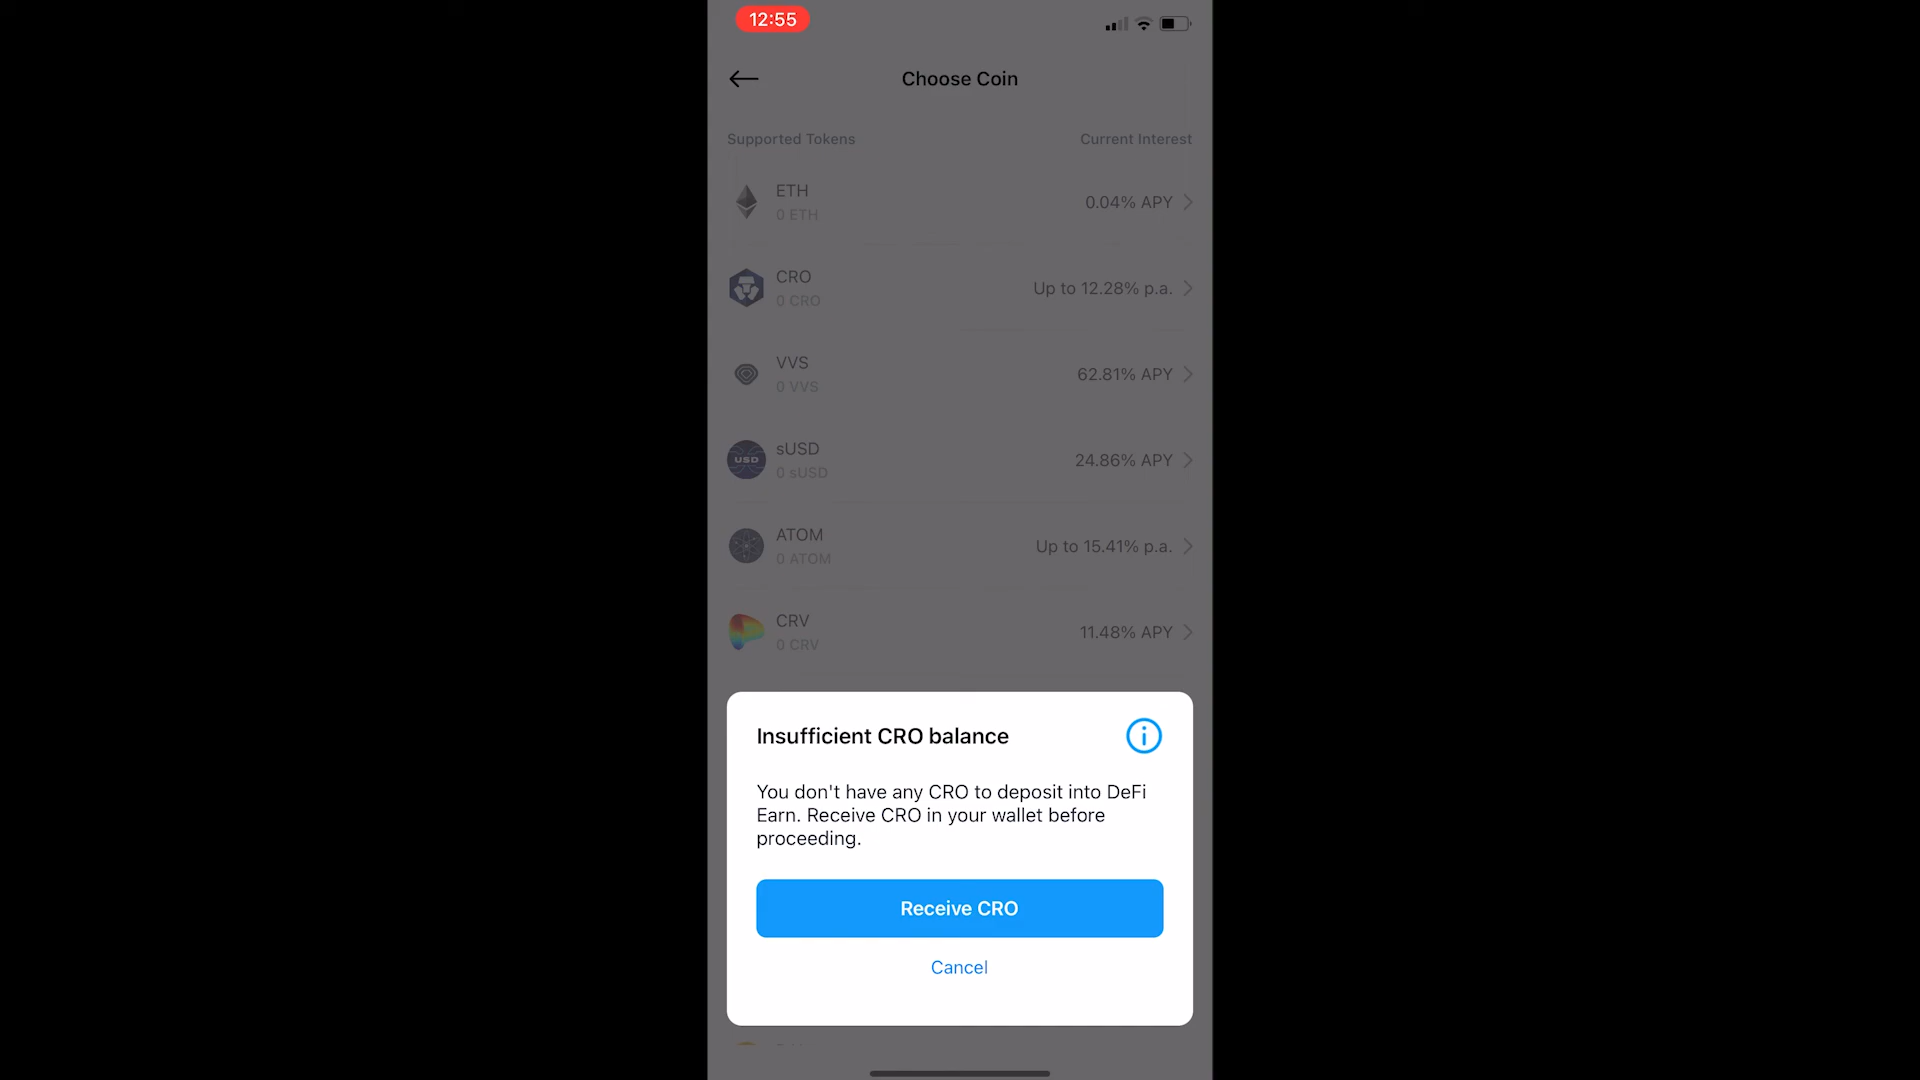 12:55
Choose Coin
Supported Tokens Current Interest
ETH
0 ETH
0.04% APY
CRO
0 CRO
Up to 12.28% p.a.
VVS
0 VVS
62.81% APY
USD
sUSD
0 sUSD
24.86% APY
ATOM
0 ATOM
Up to 15.41% p.a.
CRV
0 CRV
11.48% APY
Insufficient CRO balance
You don't have any CRO to deposit into DeFi
Earn. Receive CRO in your wallet before
proceeding.
Receive CRO
Cancel